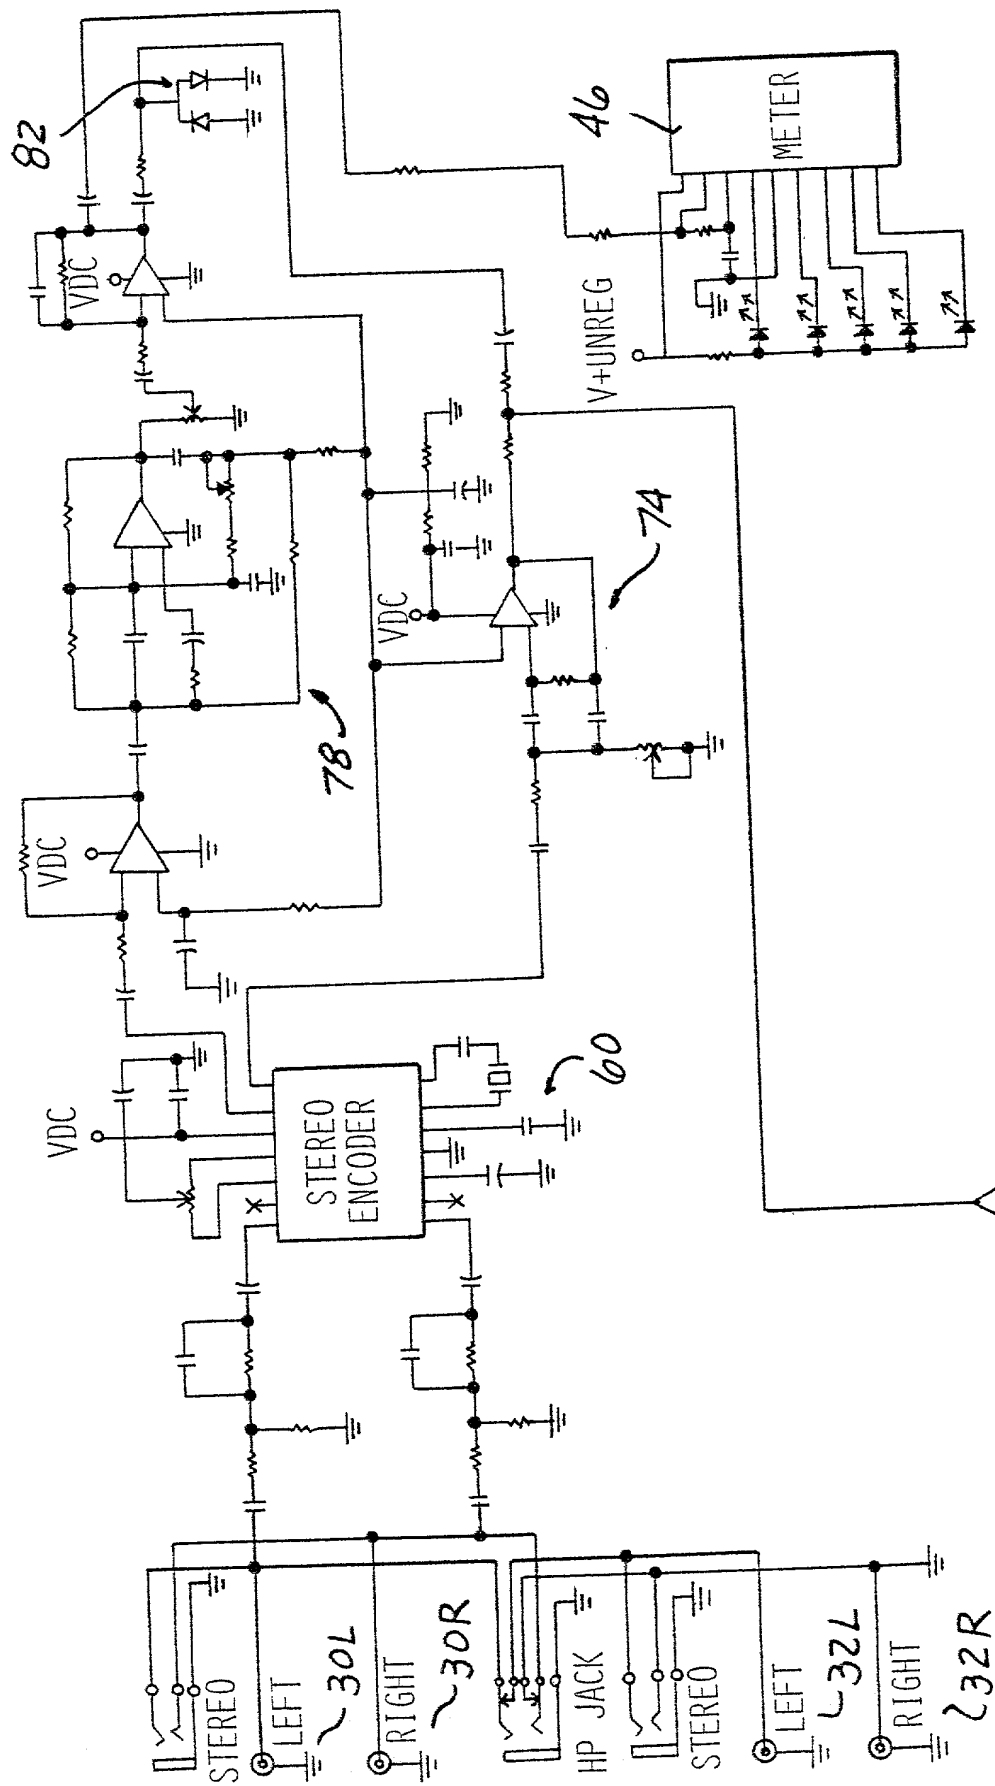 82
VDC
46
METER
V+UNREG
78
VDC
74
VDC
VDC
STEREO
ENCODER
60
STEREO
LEFT
30L
RIGHT
30R
HP JACK
STEREO
LEFT
32L
RIGHT
32R